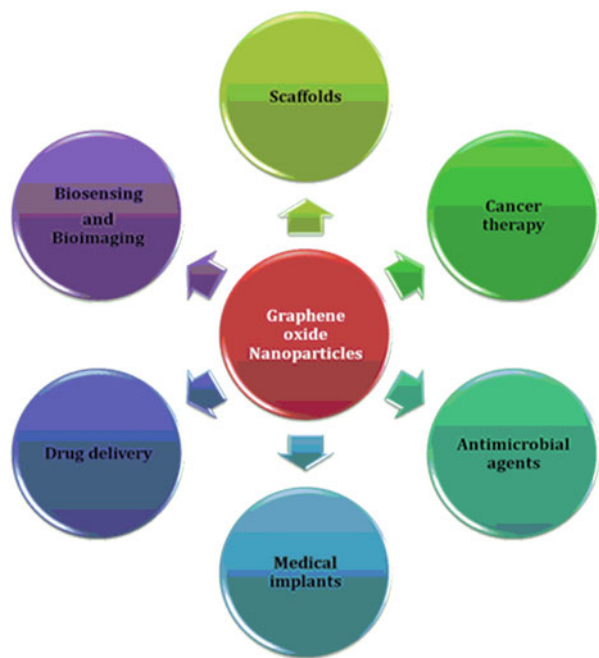 Scaffolds
Biosensing
and
Bioimaging
Cancer
therapy
Graphene
oxide
Nanoparticles
Drug delivery
Antimicrobial
agents
Medical
implants